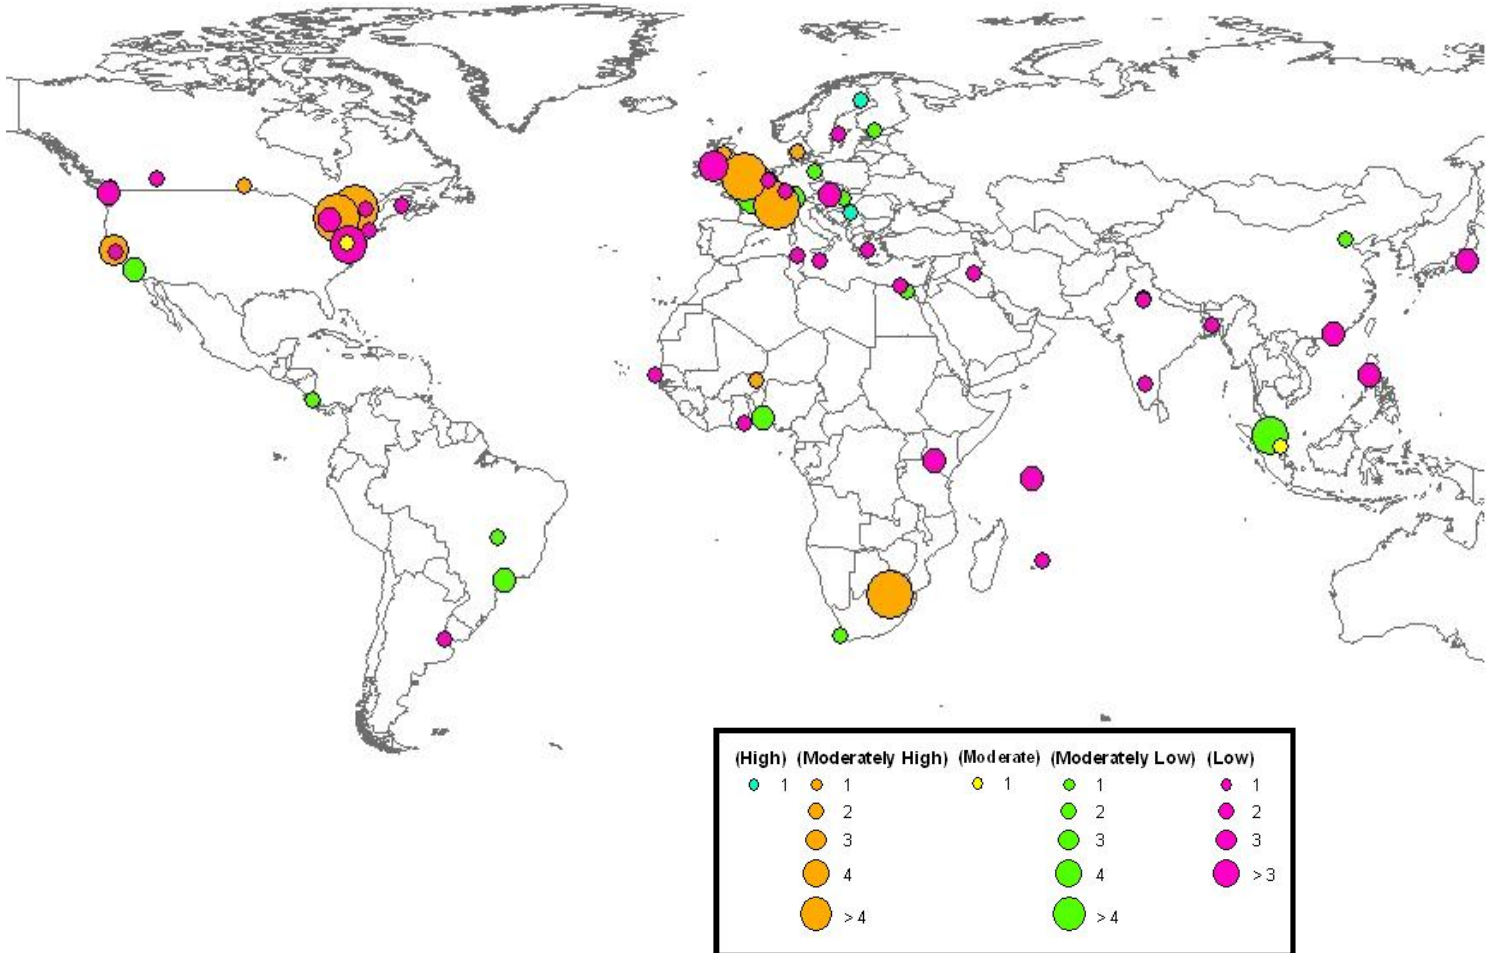 (High) (Moderately High) (Moderate) (Moderately Low) (Low)
1 1 1 1 1
2 2 2
3 3 3
4 4 > 3
> 4 > 4